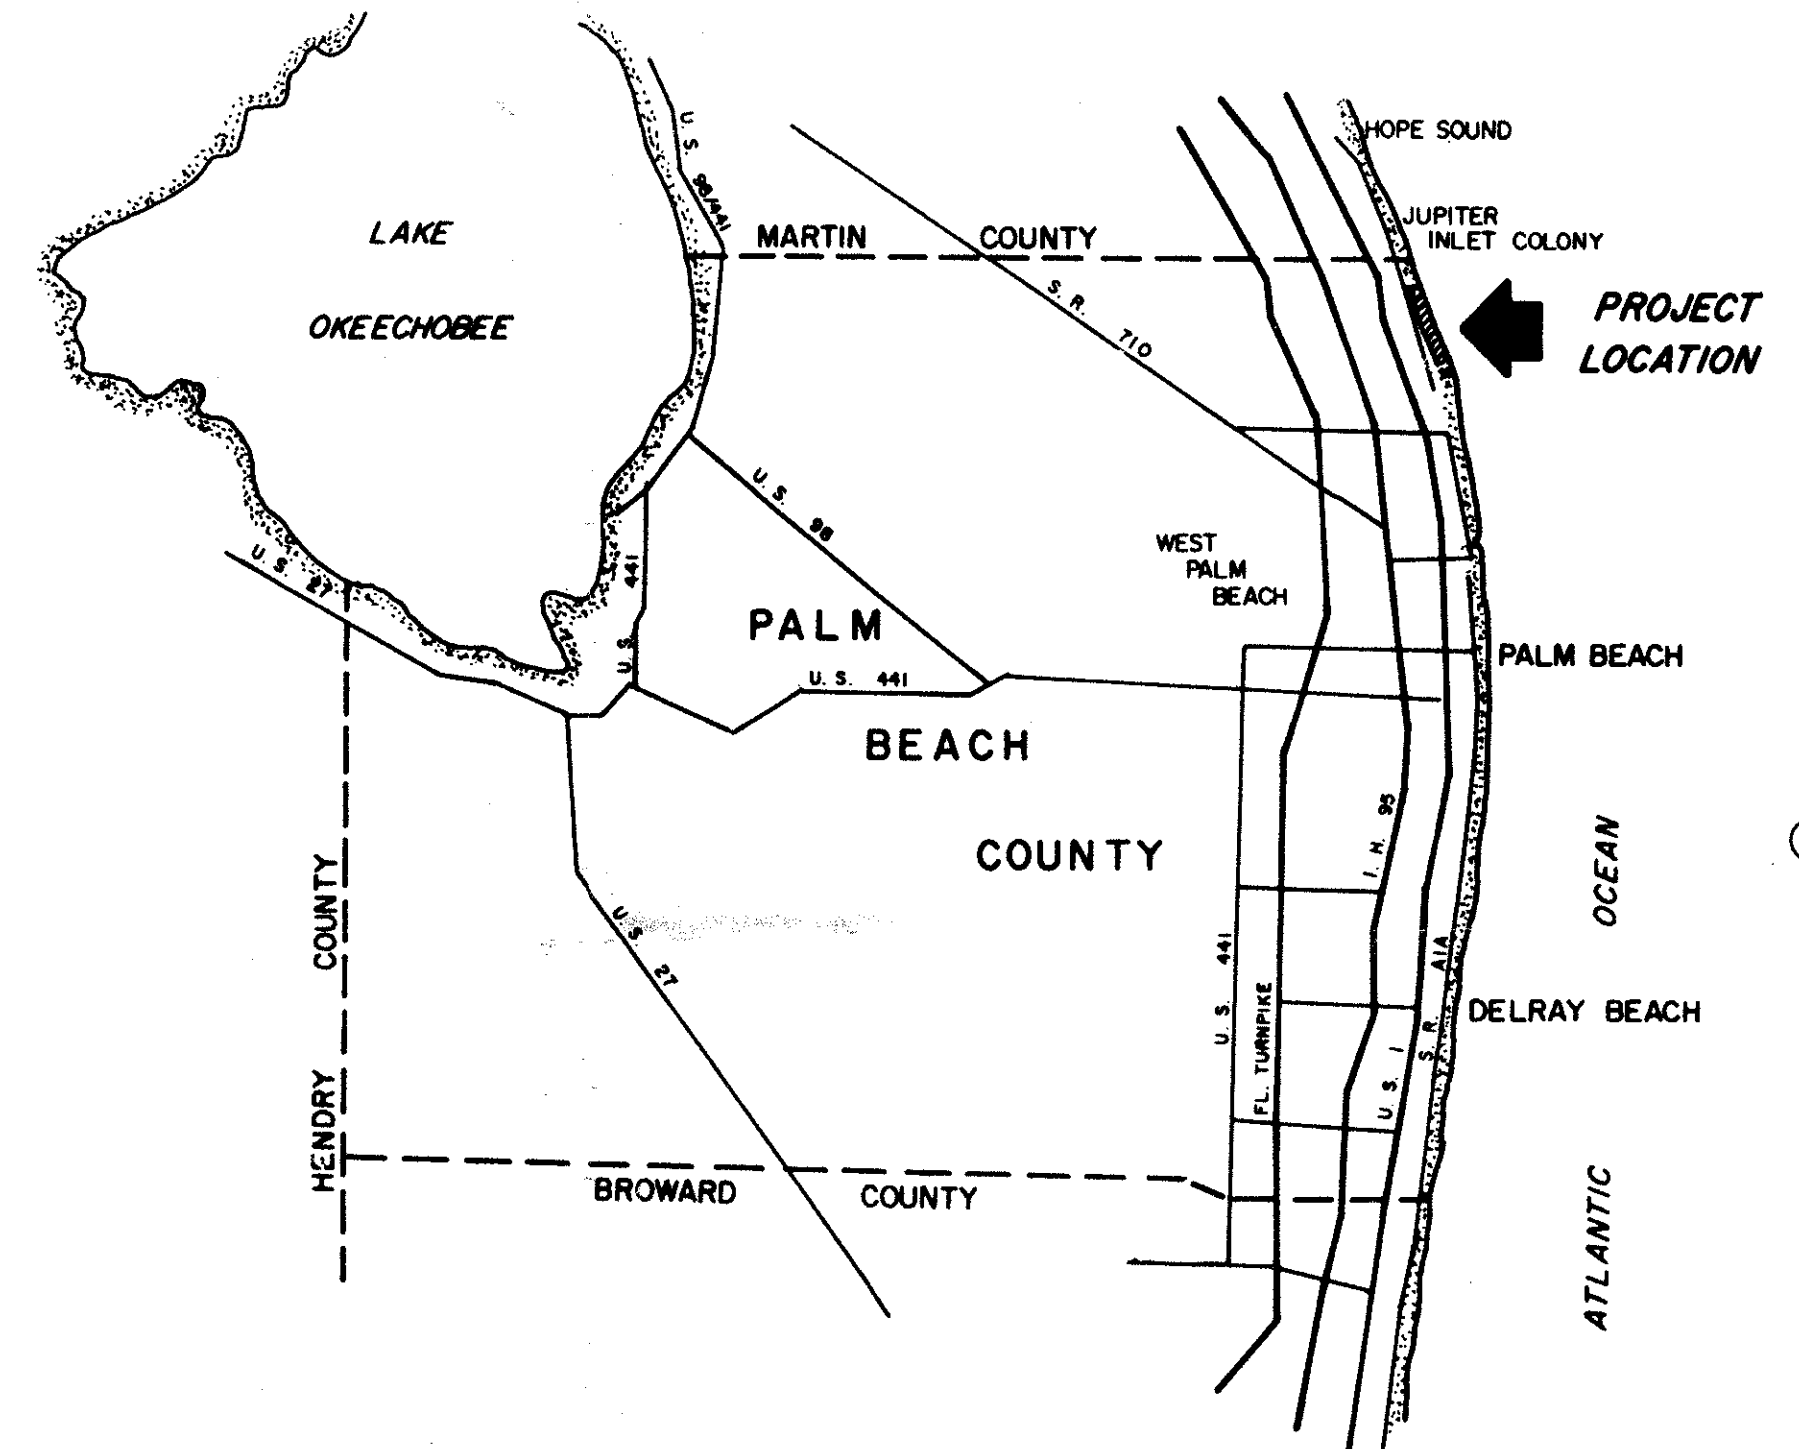 HOPE SOUND
JUPITER
INLET COLONY
U. S. 98/441
LAKE
OKEECHOBEE
MARTIN COUNTY
S. R. 710
PROJECT
LOCATION
U. S. 98
U. S. 27
U. S. 441
WEST
PALM
BEACH
PALM
BEACH
COUNTY
U. S. 441
PALM BEACH
I. H. 95
HENDRY COUNTY
U. S. 27
U. S. 441
FL. TURNPIKE
U. S. 1
S. R. A1A
DELRAY BEACH
BROWARD COUNTY
ATLANTIC OCEAN